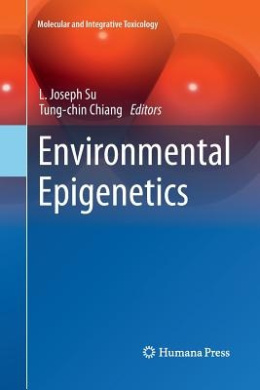 Molecular and Integrative Toxicology
L. Joseph Su
Tung-chin Chiang Editors
Environmental
Epigenetics
Humana Press